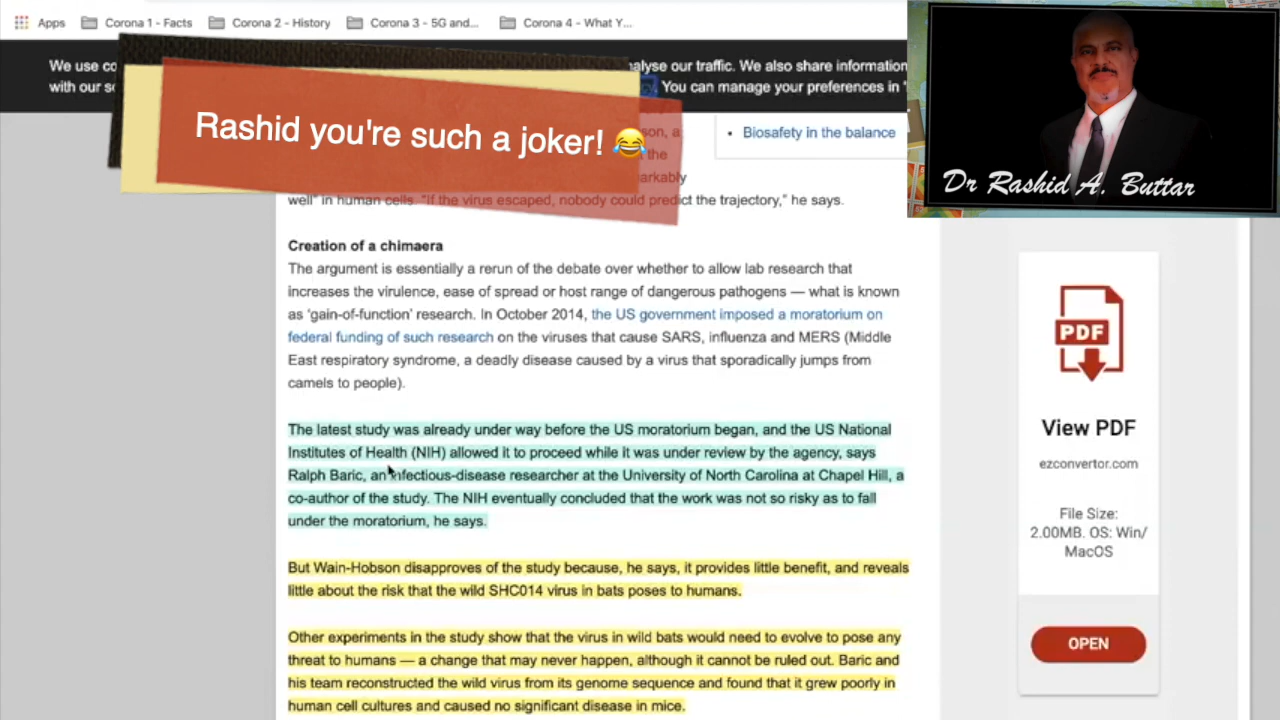 Apps
Corona 1 - Facts
Corona 2 - History
Corona 3 - 5G and...
Corona 4 - What Y...
We use
alyse our traffic. We also share information
with our
You can manage your preferences in
Rashid you're such a joker! 😂
Dr Rashid A. Buttar
• Biosafety in the balance
well" in human cells. "If the virus escaped, nobody could predict the trajectory," he says.
Creation of a chimaera
The argument is essentially a rerun of the debate over whether to allow lab research that
increases the virulence, ease of spread or host range of dangerous pathogens — what is known
as 'gain-of-function' research. In October 2014, the US government imposed a moratorium on
federal funding of such research on the viruses that cause SARS, influenza and MERS (Middle
East respiratory syndrome, a deadly disease caused by a virus that sporadically jumps from
camels to people).
The latest study was already under way before the US moratorium began, and the US National
Institutes of Health (NIH) allowed it to proceed while it was under review by the agency, says
Ralph Baric, an infectious-disease researcher at the University of North Carolina at Chapel Hill, a
co-author of the study. The NIH eventually concluded that the work was not so risky as to fall
under the moratorium, he says.
But Wain-Hobson disapproves of the study because, he says, it provides little benefit, and reveals
little about the risk that the wild SHC014 virus in bats poses to humans.
Other experiments in the study show that the virus in wild bats would need to evolve to pose any
threat to humans — a change that may never happen, although it cannot be ruled out. Baric and
his team reconstructed the wild virus from its genome sequence and found that it grew poorly in
human cell cultures and caused no significant disease in mice.
PDF
View PDF
ezconvertor.com
File Size:
2.00MB. OS: Win/
MacOS
OPEN